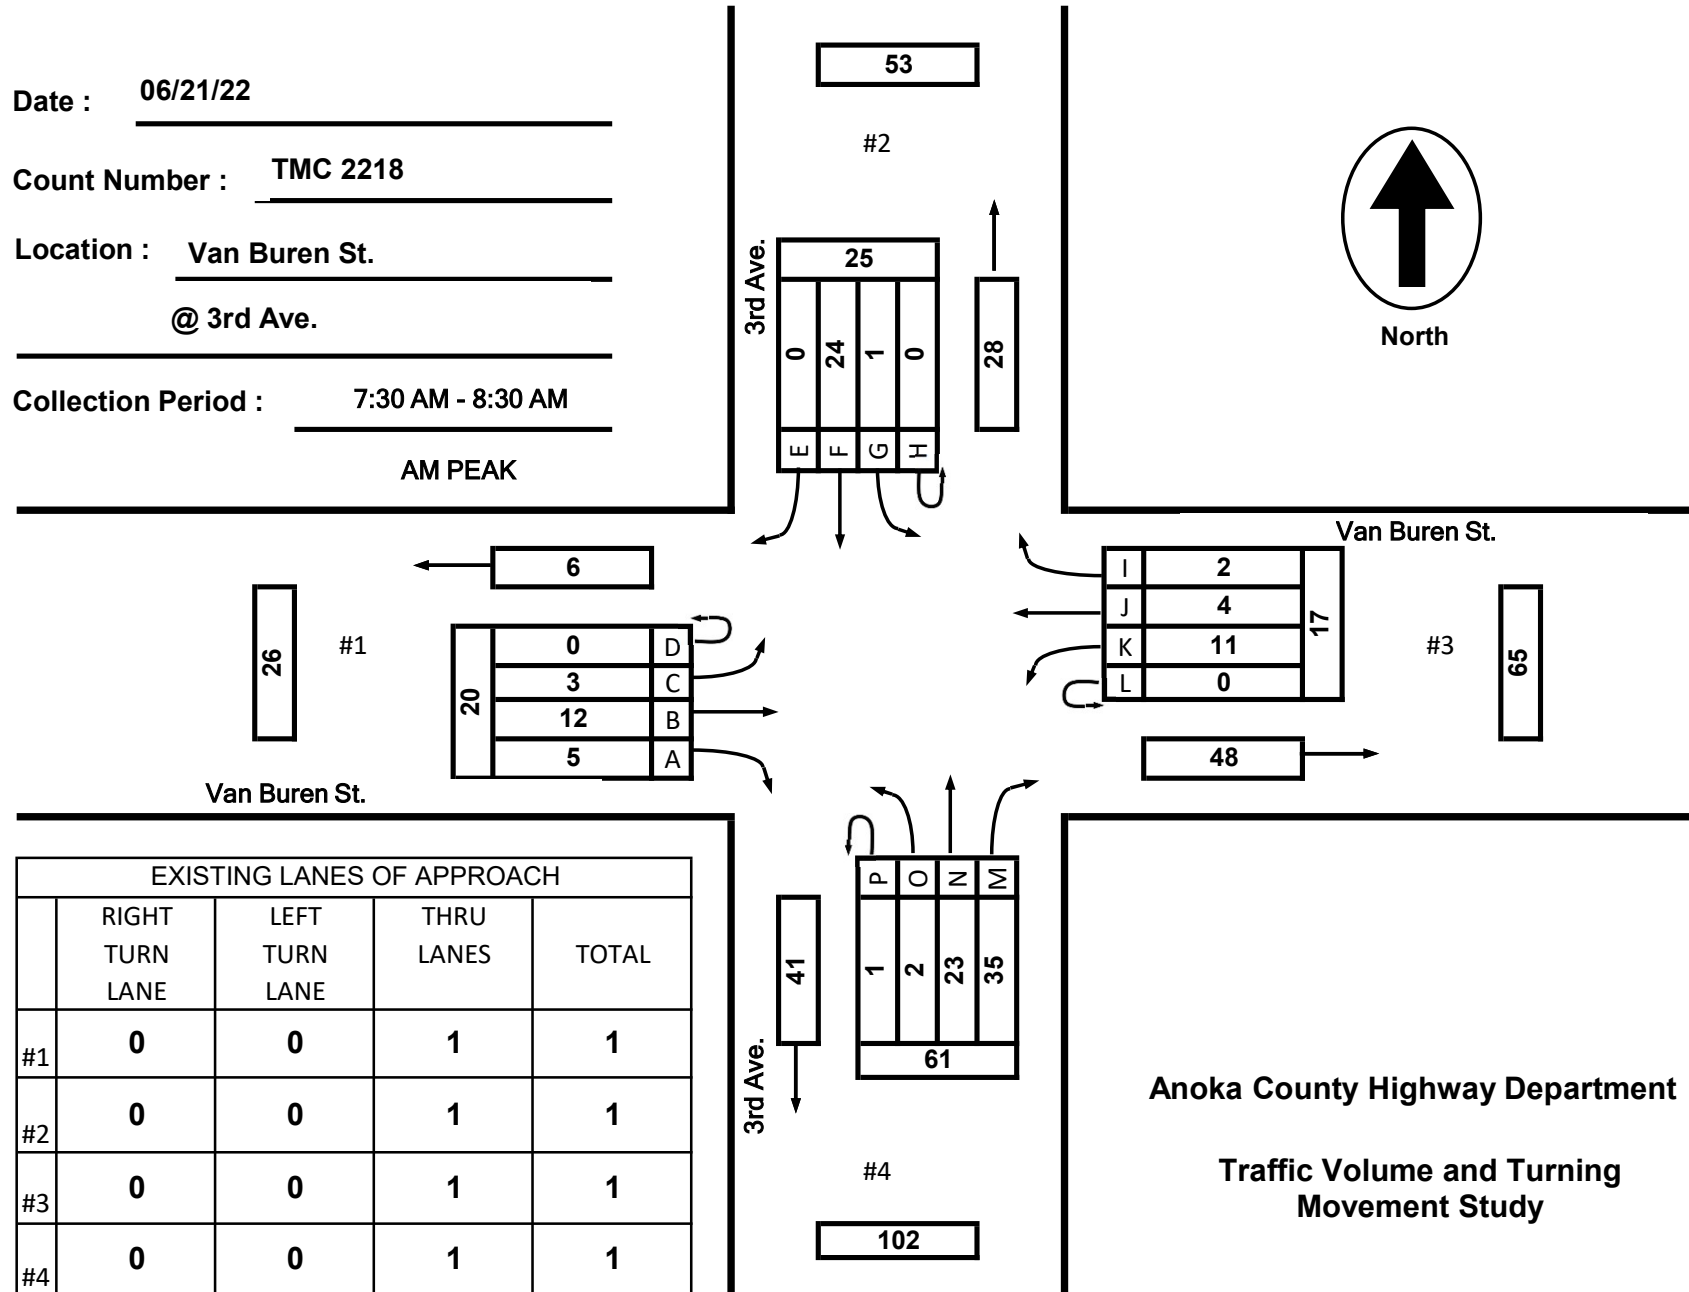 Date : 06/21/22
Count Number : TMC 2218
Location : Van Buren St.
@ 3rd Ave.
Collection Period : 7:30 AM - 8:30 AM
AM PEAK
53
#2
3rd Ave.
25
0 24 1 0
E F G H
28
North
Van Buren St.
6
26
#1
20
0 D
3 C
12 B
5 A
Van Buren St.
I 2
J 4
K 11
L 0
17
#3
65
48
P O N M
1 2 23 35
61
41
3rd Ave.
#4
102
EXISTING LANES OF APPROACH
RIGHT TURN LANE
LEFT TURN LANE
THRU LANES
TOTAL
#1 0 0 1 1
#2 0 0 1 1
#3 0 0 1 1
#4 0 0 1 1
Anoka County Highway Department
Traffic Volume and Turning
Movement Study